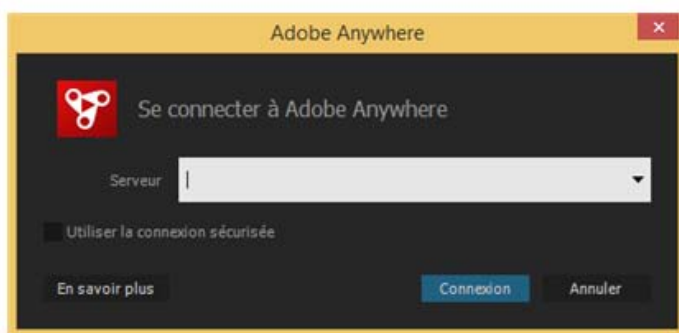 Adobe Anywhere
Se connecter à Adobe Anywhere
Serveur
Utiliser la connexion sécurisée
En savoir plus
Connexion
Annuler